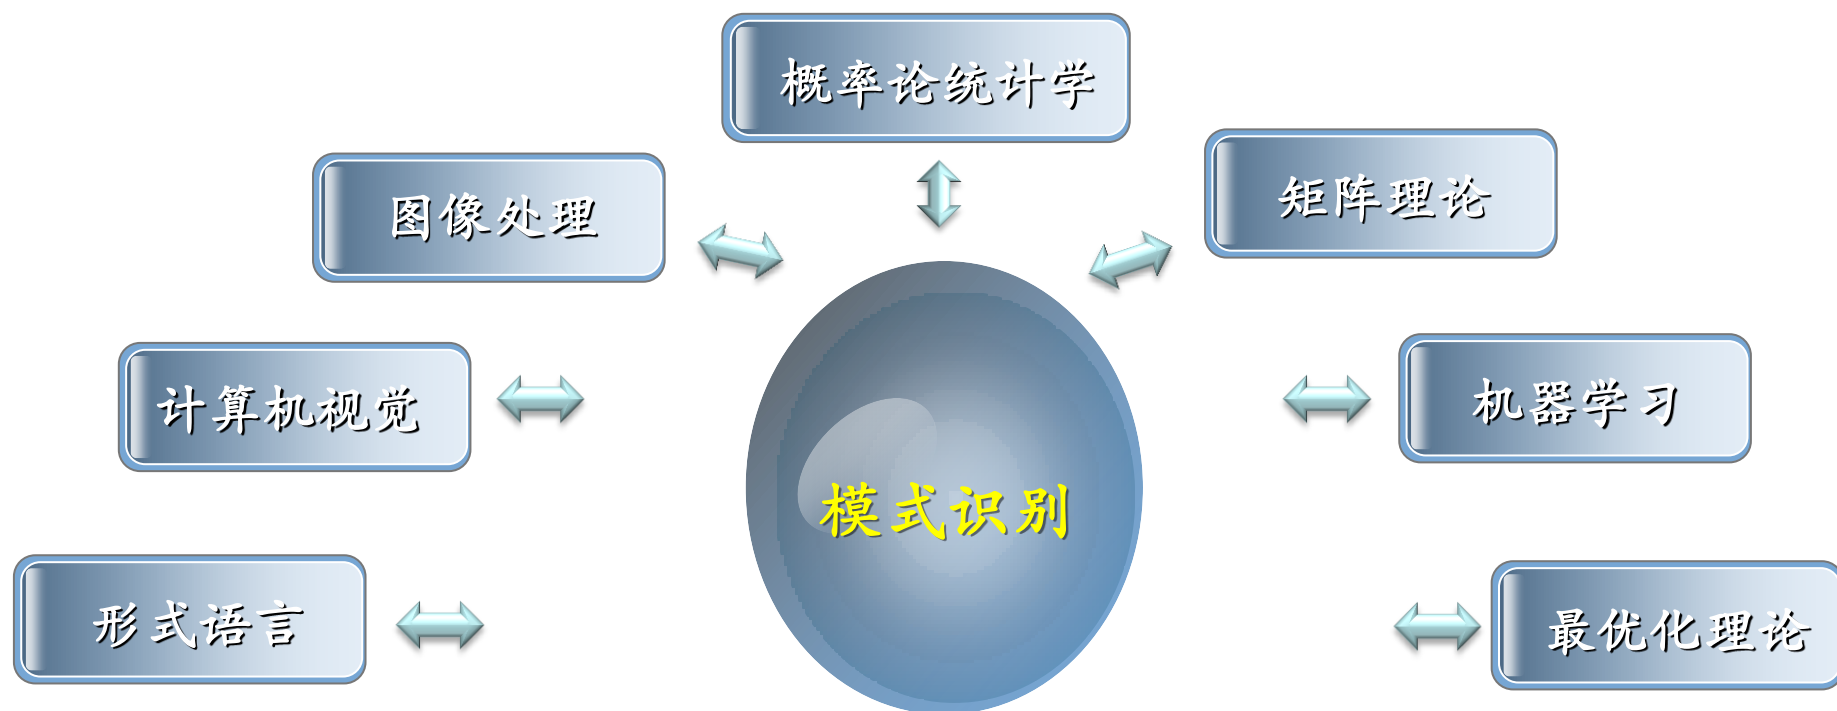 概率论统计学
图像处理
矩阵理论
计算机视觉
机器学习
模式识别
形式语言
最优化理论